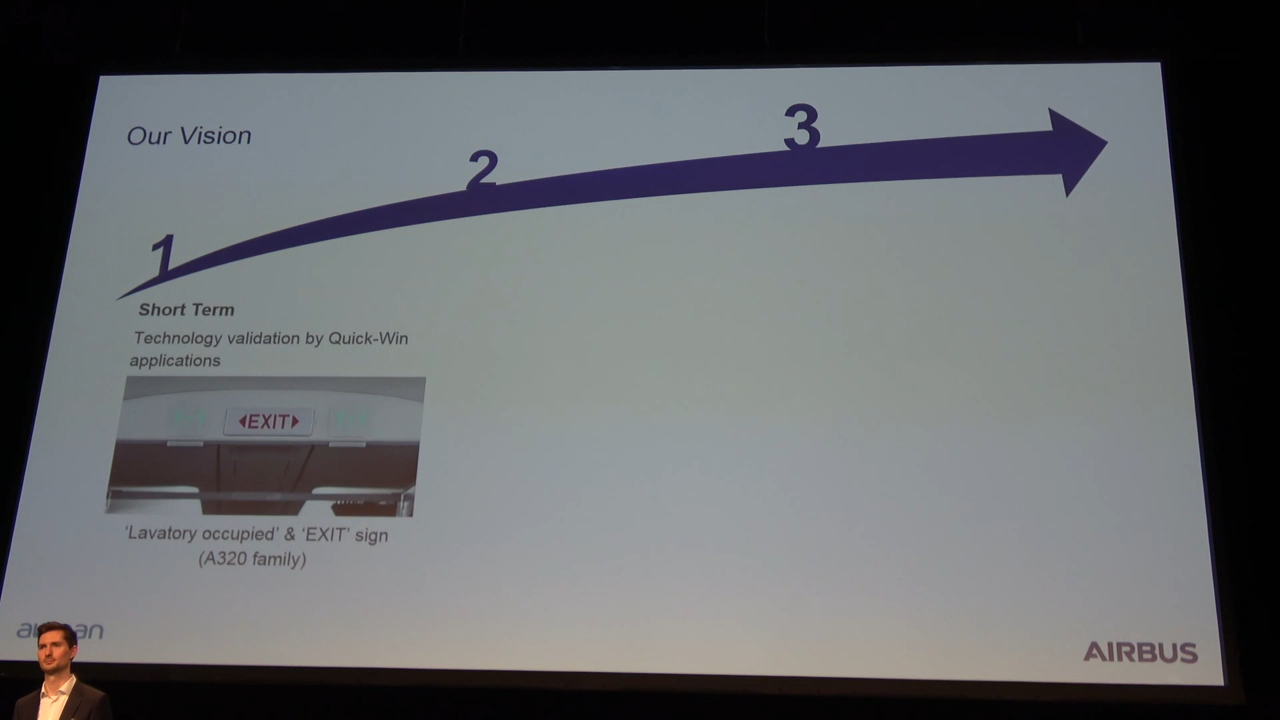 Our Vision
1
2
3
Short Term
Technology validation by Quick-Win
applications
EXIT
'Lavatory occupied' & 'EXIT' sign
(A320 family)
AIRBUS